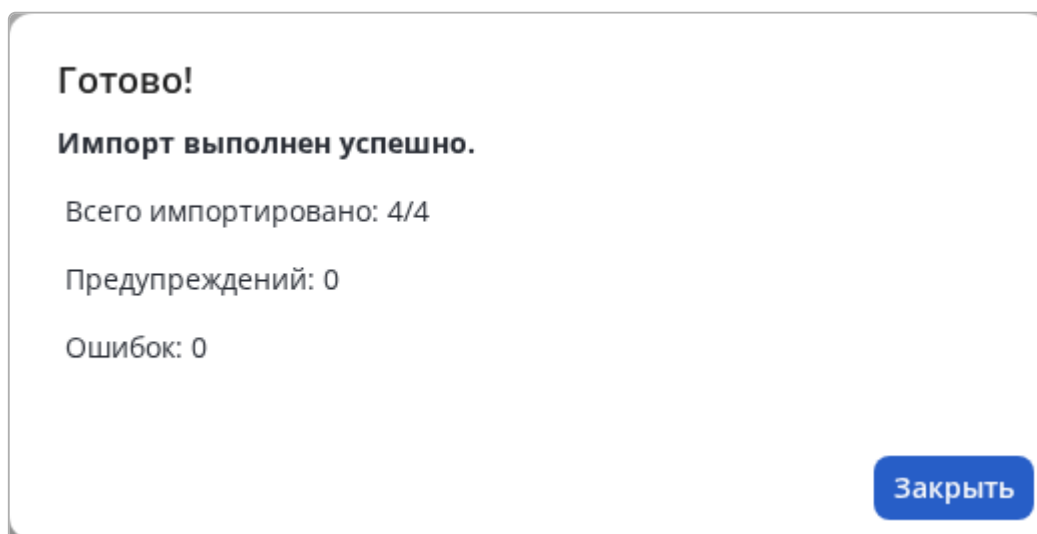 Готово!
Импорт выполнен успешно.
Всего импортировано: 4/4
Предупреждений: 0
Ошибок: 0
Закрыть